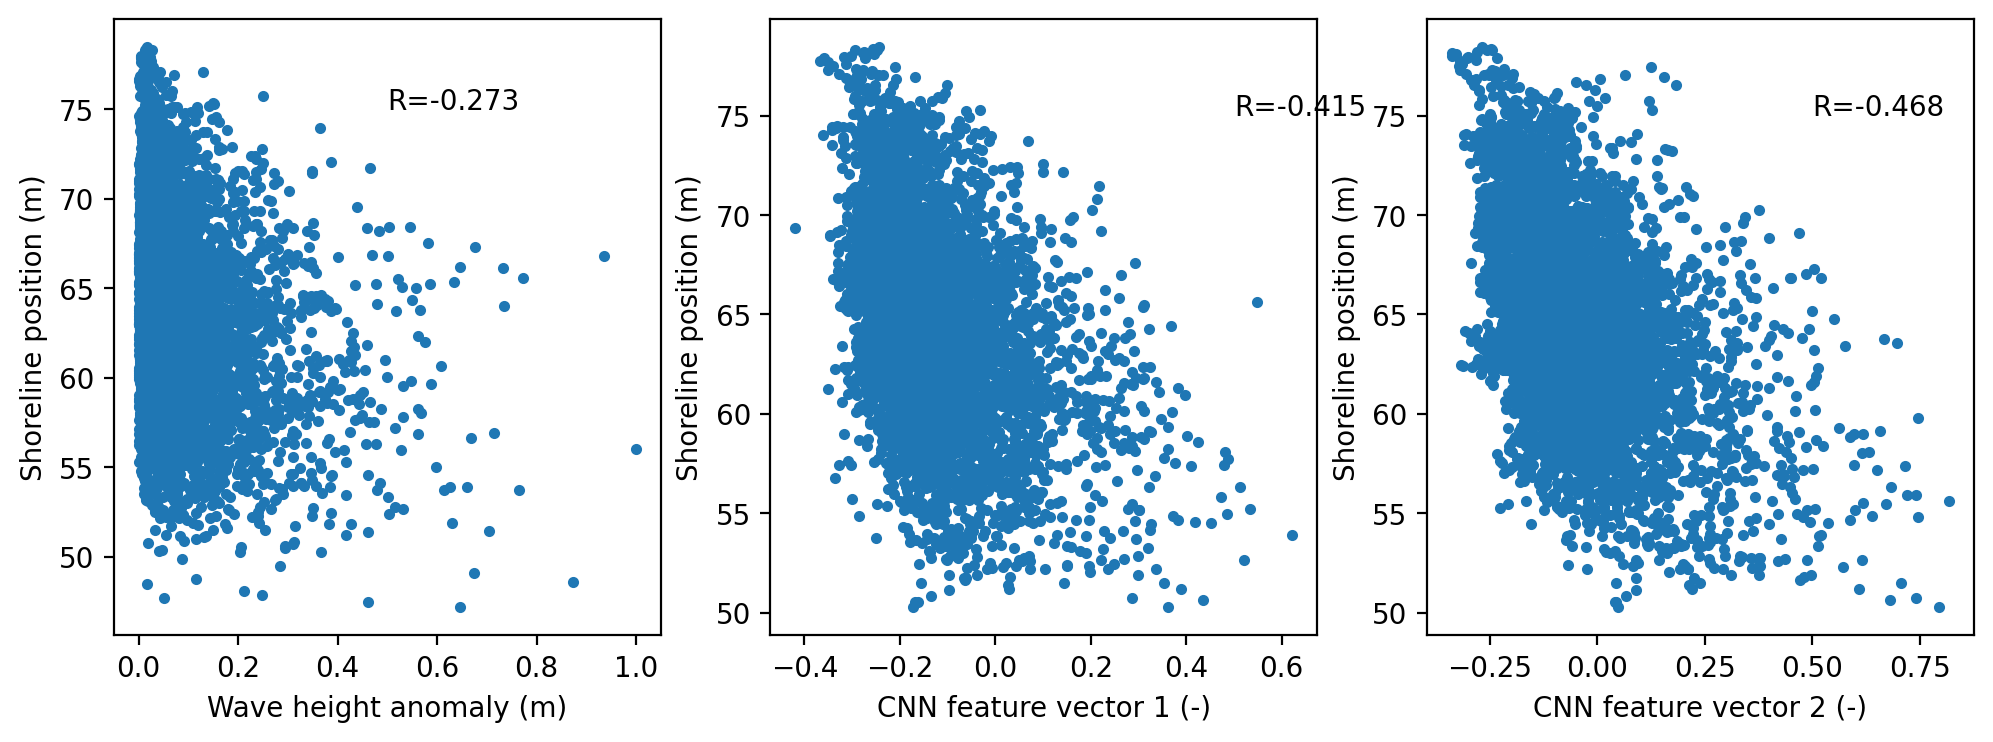 R=-0.273
75
70
65
60
55
50
Shoreline position (m)
0.0 0.2 0.4 0.6 0.8 1.0
Wave height anomaly (m)
R=-0.415
75
70
65
60
55
50
Shoreline position (m)
−0.4 −0.2 0.0 0.2 0.4 0.6
CNN feature vector 1 (-)
R=-0.468
75
70
65
60
55
50
Shoreline position (m)
−0.25 0.00 0.25 0.50 0.75
CNN feature vector 2 (-)